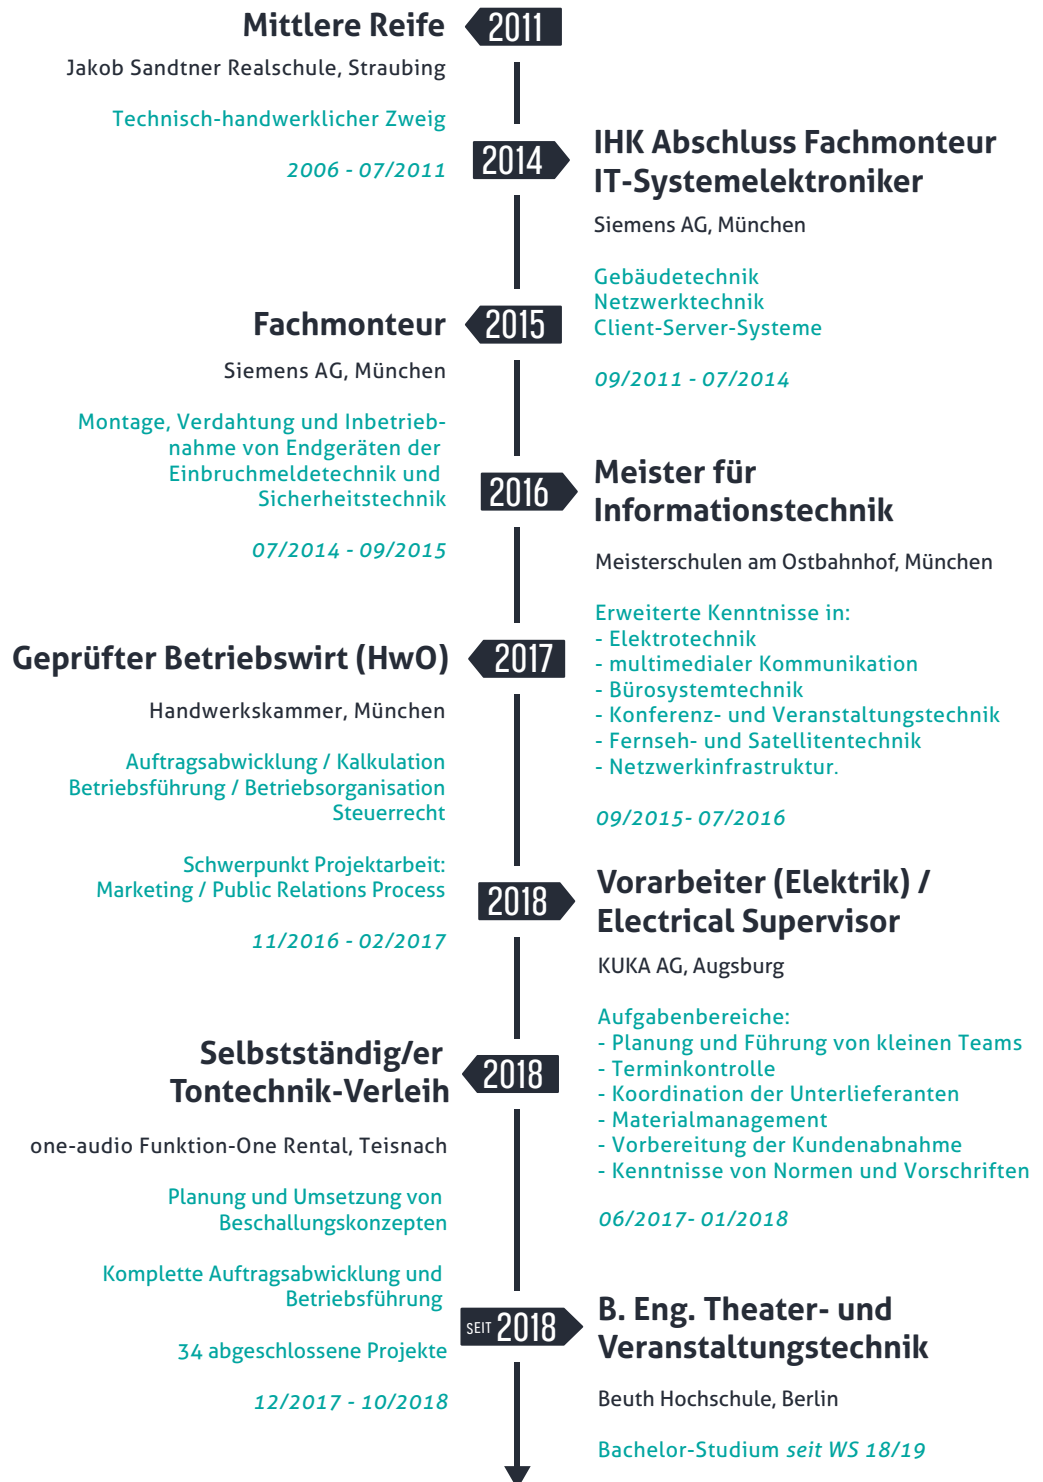 Mittlere Reife
2011
Jakob Sandtner Realschule, Straubing
Technisch-handwerklicher Zweig
2006 - 07/2011
2014
IHK Abschluss Fachmonteur
IT-Systemelektroniker
Siemens AG, München
Gebäudetechnik
Netzwerktechnik
Client-Server-Systeme
09/2011 - 07/2014
Fachmonteur
2015
Siemens AG, München
Montage, Verdahtung und Inbetrieb-
nahme von Endgeräten der
Einbruchmeldetechnik und
Sicherheitstechnik
07/2014 - 09/2015
2016
Meister für
Informationstechnik
Meisterschulen am Ostbahnhof, München
Erweiterte Kenntnisse in:
- Elektrotechnik
- multimedialer Kommunikation
- Bürosystemtechnik
- Konferenz- und Veranstaltungstechnik
- Fernseh- und Satellitentechnik
- Netzwerkinfrastruktur.
09/2015- 07/2016
Geprüfter Betriebswirt (HwO)
2017
Handwerkskammer, München
Auftragsabwicklung / Kalkulation
Betriebsführung / Betriebsorganisation
Steuerrecht
Schwerpunkt Projektarbeit:
Marketing / Public Relations Process
11/2016 - 02/2017
2018
Vorarbeiter (Elektrik) /
Electrical Supervisor
KUKA AG, Augsburg
Aufgabenbereiche:
- Planung und Führung von kleinen Teams
- Terminkontrolle
- Koordination der Unterlieferanten
- Materialmanagement
- Vorbereitung der Kundenabnahme
- Kenntnisse von Normen und Vorschriften
06/2017- 01/2018
Selbstständig/er
Tontechnik-Verleih
2018
one-audio Funktion-One Rental, Teisnach
Planung und Umsetzung von
Beschallungskonzepten
Komplette Auftragsabwicklung und
Betriebsführung
34 abgeschlossene Projekte
12/2017 - 10/2018
SEIT 2018
B. Eng. Theater- und
Veranstaltungstechnik
Beuth Hochschule, Berlin
Bachelor-Studium seit WS 18/19